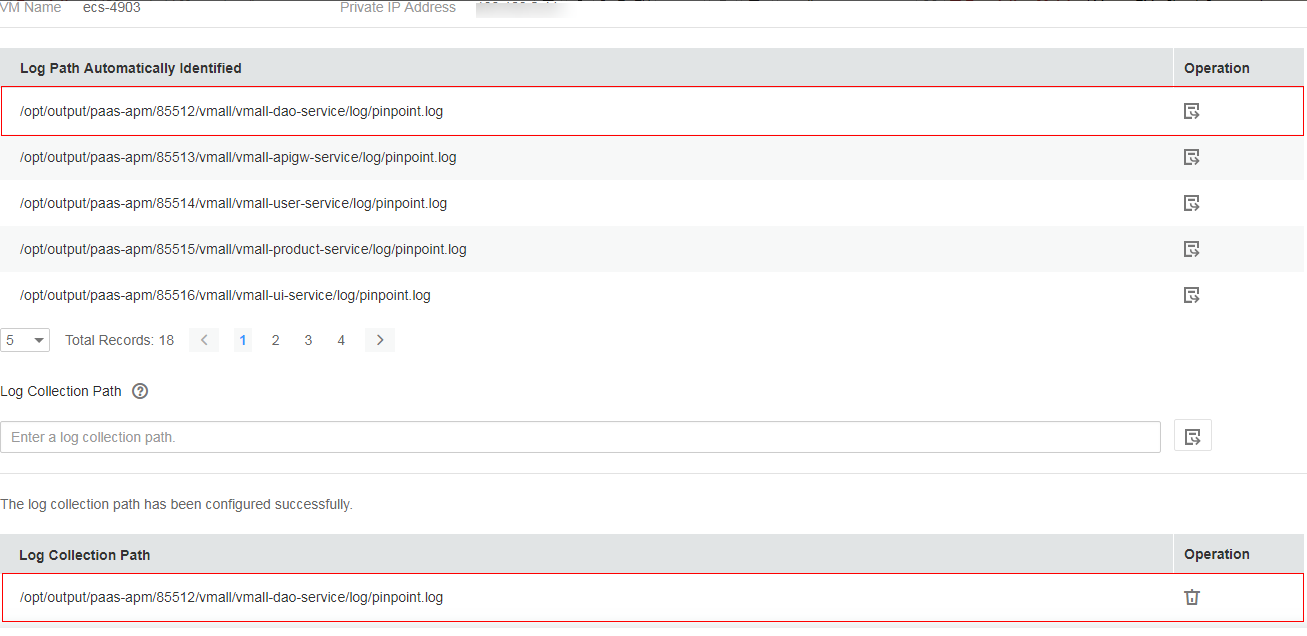 VM Name ecs-4903 Private IP Address
Log Path Automatically Identified Operation
/opt/output/paas-apm/85512/vmall/vmall-dao-service/log/pinpoint.log
/opt/output/paas-apm/85513/vmall/vmall-apigw-service/log/pinpoint.log
/opt/output/paas-apm/85514/vmall/vmall-user-service/log/pinpoint.log
/opt/output/paas-apm/85515/vmall/vmall-product-service/log/pinpoint.log
/opt/output/paas-apm/85516/vmall/vmall-ui-service/log/pinpoint.log
5 Total Records: 18 < 1 2 3 4 >
Log Collection Path ?
Enter a log collection path.
The log collection path has been configured successfully.
Log Collection Path Operation
/opt/output/paas-apm/85512/vmall/vmall-dao-service/log/pinpoint.log